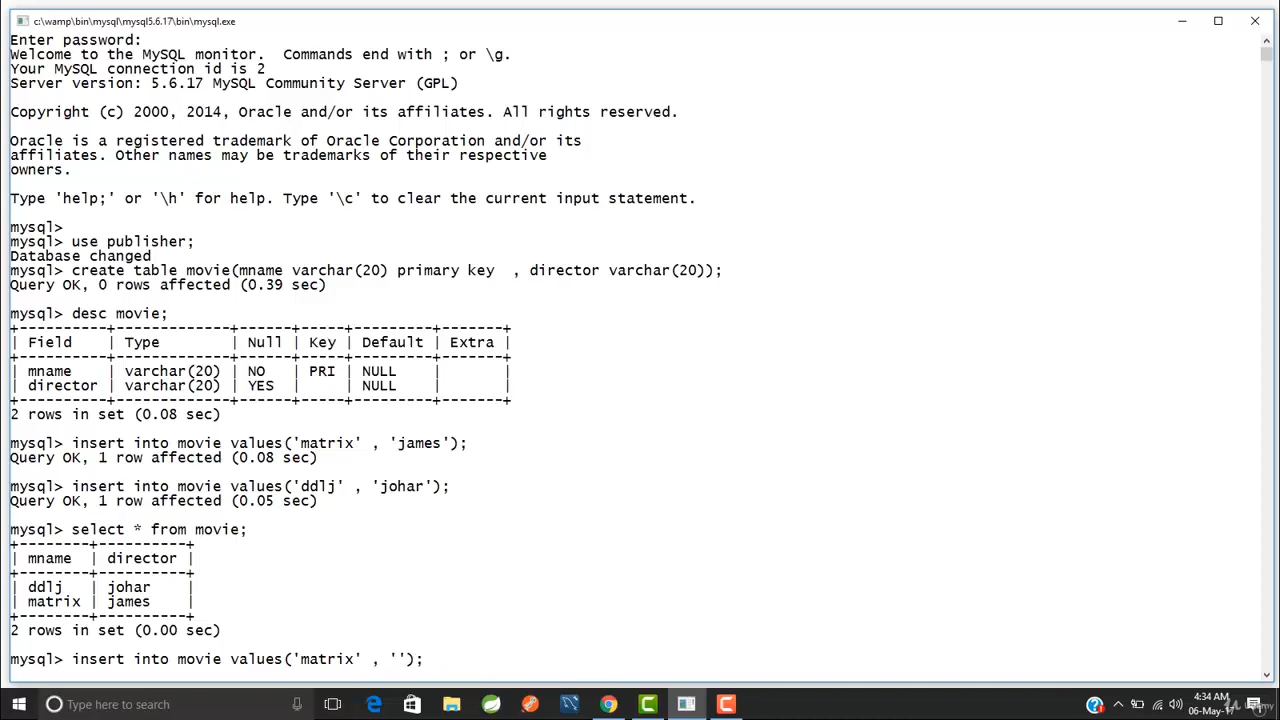 c:\wamp\bin\mysql\mysql5.6.17\bin\mysql.exe
Enter password:
Welcome to the MySQL monitor.  Commands end with ; or \g.
Your MySQL connection id is 2
Server version: 5.6.17 MySQL Community Server (GPL)
Copyright (c) 2000, 2014, Oracle and/or its affiliates. All rights reserved.
Oracle is a registered trademark of Oracle Corporation and/or its
affiliates. Other names may be trademarks of their respective
owners.
Type 'help;' or '\h' for help. Type '\c' to clear the current input statement.
mysql>
mysql> use publisher;
Database changed
mysql> create table movie(mname varchar(20) primary key  , director varchar(20));
Query OK, 0 rows affected (0.39 sec)
mysql> desc movie;
+----------+-------------+------+-----+---------+-------+
| Field    | Type        | Null | Key | Default | Extra |
+----------+-------------+------+-----+---------+-------+
| mname    | varchar(20) | NO   | PRI | NULL    |       |
| director | varchar(20) | YES  |     | NULL    |       |
+----------+-------------+------+-----+---------+-------+
2 rows in set (0.08 sec)
mysql> insert into movie values('matrix' , 'james');
Query OK, 1 row affected (0.08 sec)
mysql> insert into movie values('ddlj' , 'johar');
Query OK, 1 row affected (0.05 sec)
mysql> select * from movie;
+--------+----------+
| mname  | director |
+--------+----------+
| ddlj   | johar    |
| matrix | james    |
+--------+----------+
2 rows in set (0.00 sec)
mysql> insert into movie values('matrix' , '');
Type here to search
4:34 AM
06-May-1